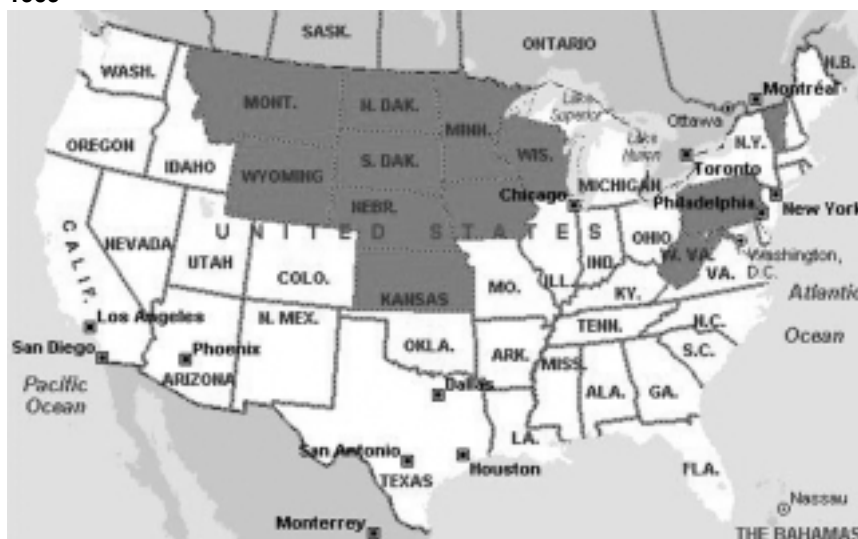 SASK.
ONTARIO
N.B.
WASH.
Montréal
MONT.
N. DAK.
Lake
Superior
Ottawa
MINN.
OREGON
N.Y.
Lake
Huron
IDAHO
S. DAK.
WIS.
Toronto
WYOMING
MICHIGAN
Chicago
NEBR.
Philadelphia
New York
UNITED STATES
NEVADA
OHIO
CALIF.
UTAH
IND.
W. VA.
Washington,
D.C.
COLO.
ILL.
VA.
KANSAS
MO.
KY.
Atlantic
Ocean
Los Angeles
N. MEX.
N.C.
TENN.
San Diego
Phoenix
OKLA.
ARK.
S.C.
Pacific
Ocean
ARIZONA
MISS.
Dallas
ALA.
GA.
LA.
San Antonio
Houston
TEXAS
FLA.
Nassau
Monterrey
THE BAHAMAS